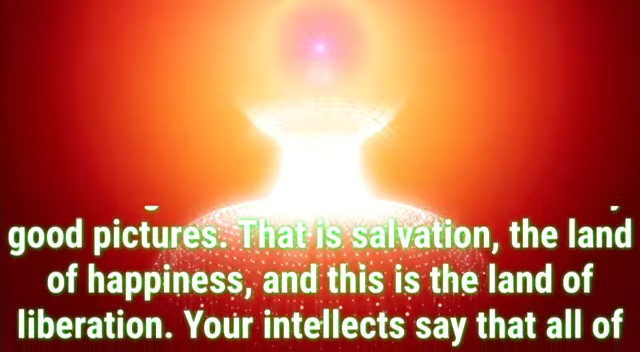 good pictures. That is salvation, the land
of happiness, and this is the land of
liberation. Your intellects say that all of